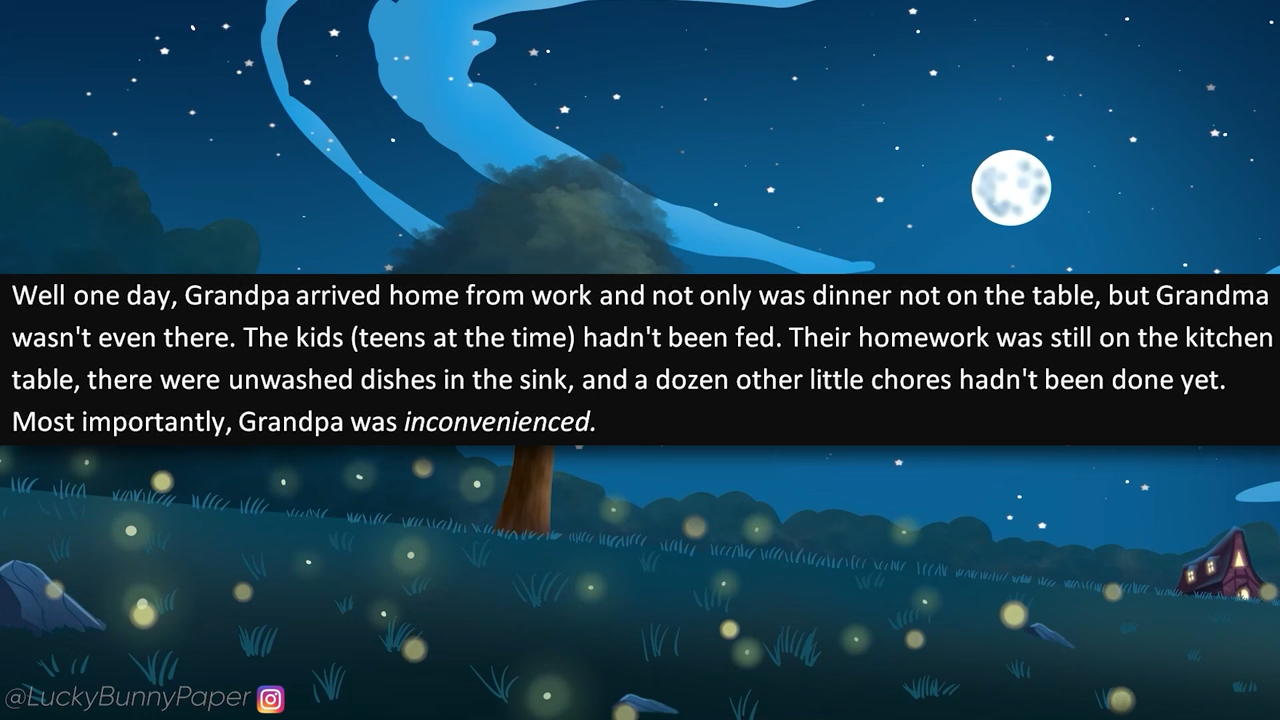 Well one day, Grandpa arrived home from work and not only was dinner not on the table, but Grandma
wasn't even there. The kids (teens at the time) hadn't been fed. Their homework was still on the kitchen
table, there were unwashed dishes in the sink, and a dozen other little chores hadn't been done yet.
Most importantly, Grandpa was inconvenienced.
@LuckyBunnyPaper